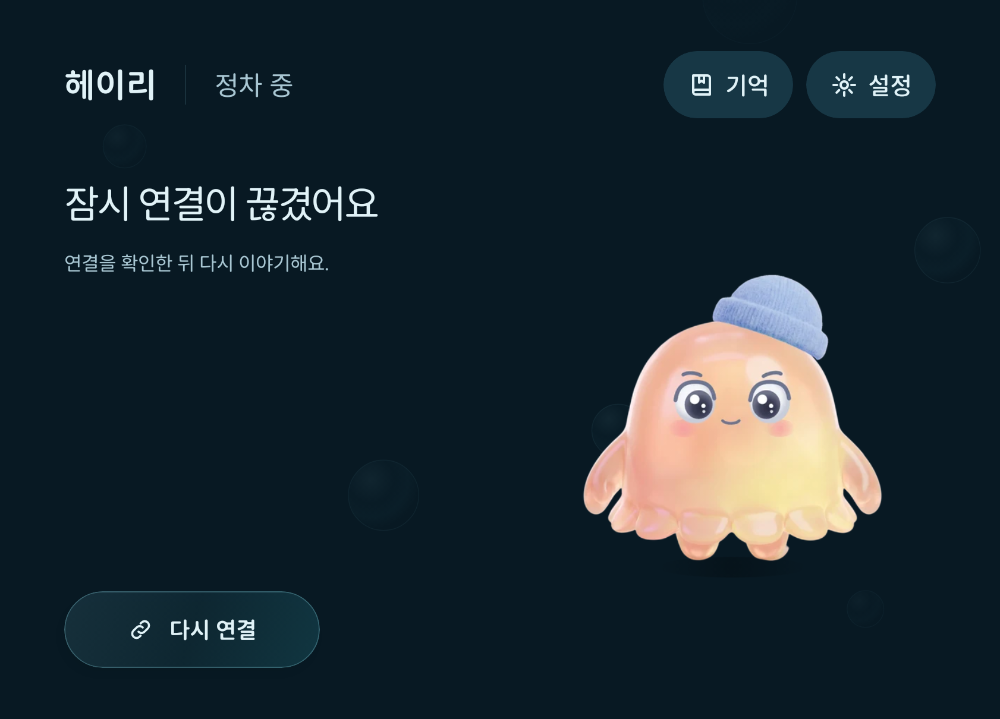 헤이리
정차 중
기억
설정
잠시 연결이 끊겼어요
연결을 확인한 뒤 다시 이야기해요.
다시 연결